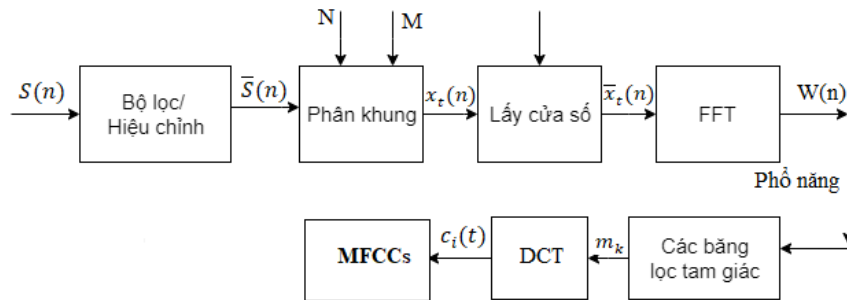 N
M
S(n)
Bộ lọc/
Hiệu chỉnh
S̅(n)
Phân khung
x_t(n)
Lấy cửa số
x̅_t(n)
FFT
W(n)
Phổ năng
MFCCs
c_i(t)
DCT
m_k
Các băng
lọc tam giác